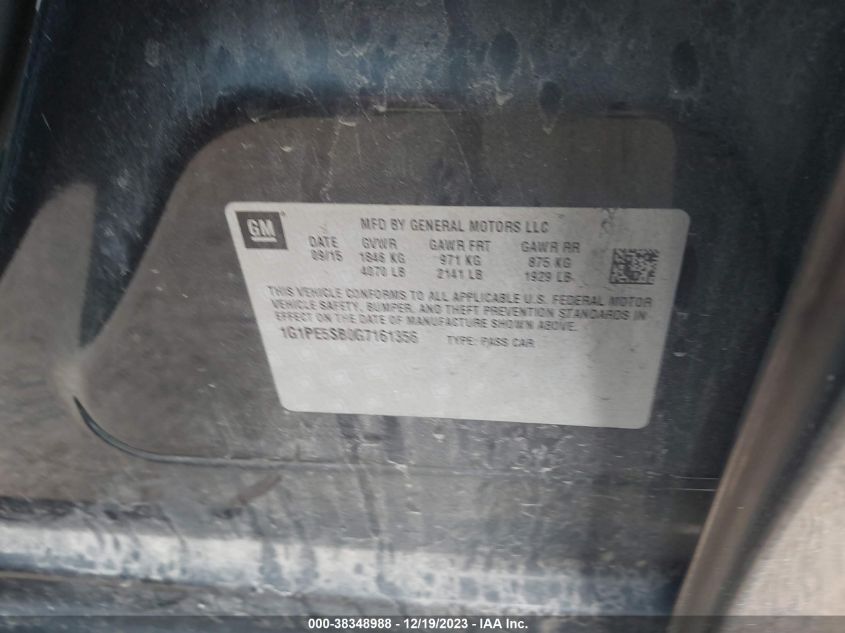 GM
MFD BY GENERAL MOTORS LLC
DATE GVWR GAWR FRT GAWR RR
09/15 1846 KG 971 KG 875 KG
4070 LB 2141 LB 1929 LB
THIS VEHICLE CONFORMS TO ALL APPLICABLE U.S. FEDERAL MOTOR
VEHICLE SAFETY, BUMPER, AND THEFT PREVENTION STANDARDS IN
EFFECT ON THE DATE OF MANUFACTURE SHOWN ABOVE.
1G1PE5SB0G7161356 TYPE: PASS CAR
000-38348988 - 12/19/2023 - IAA Inc.